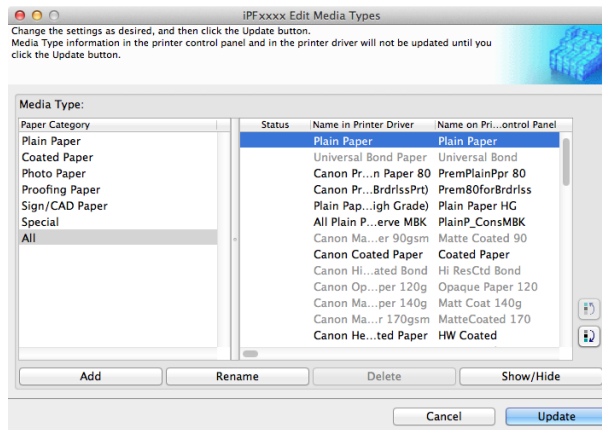 iPFxxxx Edit Media Types
Change the settings as desired, and then click the Update button.
Media Type information in the printer control panel and in the printer driver will not be updated until you
click the Update button.
Media Type:
Paper Category Status Name in Printer Driver Name on Pri...ontrol Panel
Plain Paper Plain Paper Plain Paper
Coated Paper Universal Bond Paper Universal Bond
Photo Paper Canon Pr...n Paper 80 PremPlainPpr 80
Proofing Paper Canon Pr...BrdrlssPrt) Prem80forBrdrlss
Sign/CAD Paper Plain Pap...igh Grade) Plain Paper HG
Special All Plain P...erve MBK PlainP_ConsMBK
All Canon Ma...er 90gsm Matte Coated 90
Canon Coated Paper Coated Paper
Canon Hi...ated Bond Hi ResCtd Bond
Canon Op...per 120g Opaque Paper 120
Canon Ma...per 140g Matt Coat 140g
Canon Ma...r 170gsm MatteCoated 170
Canon He...ted Paper HW Coated
Add Rename Delete Show/Hide
Cancel Update